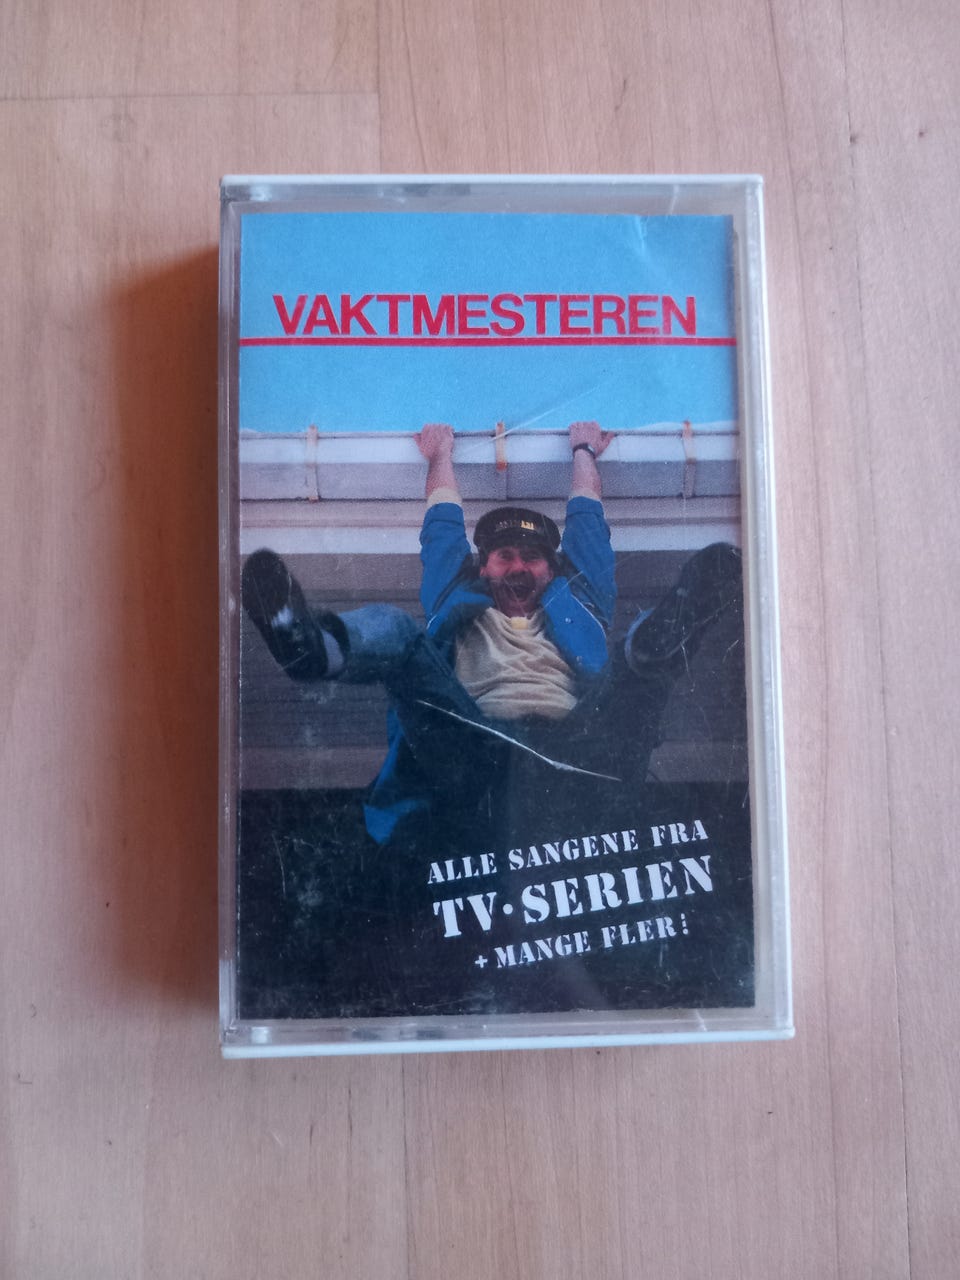 VAKTMESTEREN
ALLE SANGENE FRA
TV·SERIEN
+ MANGE FLER!